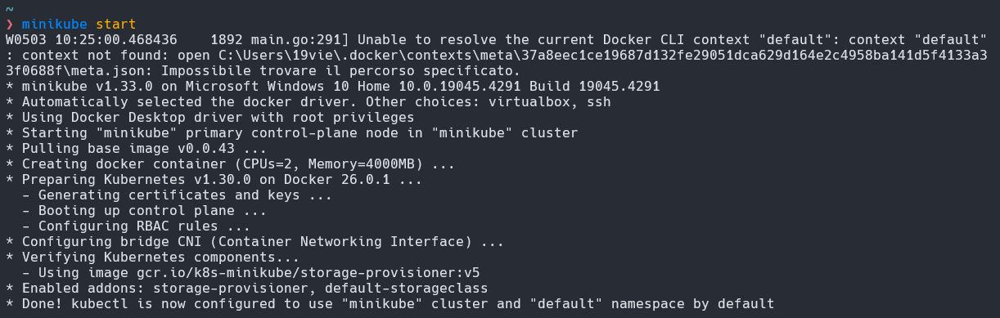 ~
❯ minikube start
W0503 10:25:00.468436    1892 main.go:291] Unable to resolve the current Docker CLI context "default": context "default"
: context not found: open C:\Users\19vie\.docker\contexts\meta\37a8eec1ce19687d132fe29051dca629d164e2c4958ba141d5f4133a3
3f0688f\meta.json: Impossibile trovare il percorso specificato.
* minikube v1.33.0 on Microsoft Windows 10 Home 10.0.19045.4291 Build 19045.4291
* Automatically selected the docker driver. Other choices: virtualbox, ssh
* Using Docker Desktop driver with root privileges
* Starting "minikube" primary control-plane node in "minikube" cluster
* Pulling base image v0.0.43 ...
* Creating docker container (CPUs=2, Memory=4000MB) ...
* Preparing Kubernetes v1.30.0 on Docker 26.0.1 ...
  - Generating certificates and keys ...
  - Booting up control plane ...
  - Configuring RBAC rules ...
* Configuring bridge CNI (Container Networking Interface) ...
* Verifying Kubernetes components...
  - Using image gcr.io/k8s-minikube/storage-provisioner:v5
* Enabled addons: storage-provisioner, default-storageclass
* Done! kubectl is now configured to use "minikube" cluster and "default" namespace by default